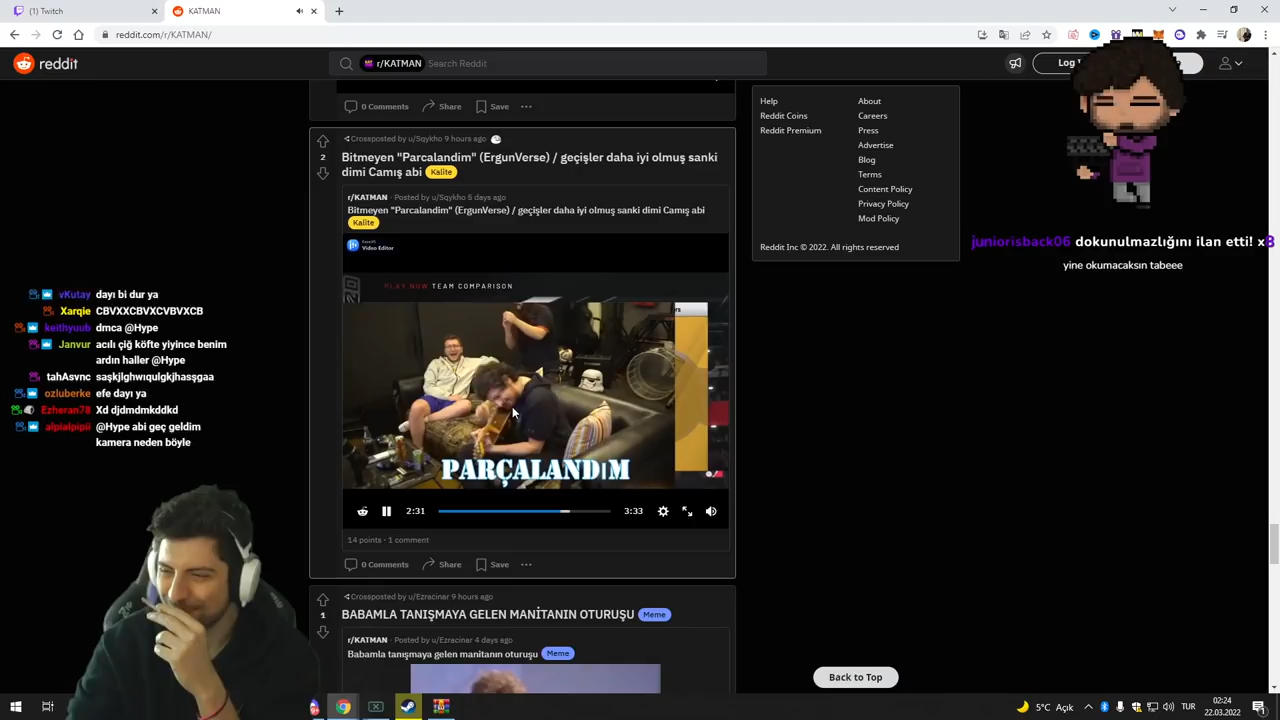 (1) Twitch
KATMAN
reddit.com/r/KATMAN/
reddit
r/KATMAN
Search Reddit
0 Comments
Share
Save
Crossposted by u/Sqykho 9 hours ago
2
Bitmeyen "Parcalandim" (ErgunVerse) / geçişler daha iyi olmuş sanki
dimi Camış abi
Kalite
r/KATMAN · Posted by u/Sqykho 5 days ago
Bitmeyen "Parcalandim" (ErgunVerse) / geçişler daha iyi olmuş sanki dimi Camış abi
Kalite
Video Editor
PLAY NOW TEAM COMPARISON
PARÇALANDIM
2:31
3:33
14 points · 1 comment
0 Comments
Share
Save
Crossposted by u/Ezracinar 9 hours ago
1
BABAMLA TANIŞMAYA GELEN MANİTANIN OTURUŞU
Meme
r/KATMAN · Posted by u/Ezracinar 4 days ago
Babamla tanışmaya gelen manitanın oturuşu
Meme
Help
Reddit Coins
Reddit Premium
About
Careers
Press
Advertise
Blog
Terms
Content Policy
Privacy Policy
Mod Policy
Reddit Inc © 2022. All rights reserved
Back to Top
juniorisback06 dokunulmazlığını ilan etti! x8
yine okumacaksın tabeee
vKutay dayı bi dur ya
Xarqie CBVXXCBVXCVBVXCB
keithyuub dmca @Hype
Janvur acılı çiğ köfte yiyince benim
ardın haller @Hype
tahAsvnc saşkjlghwıqulgkjhasşgaa
ozluberke efe dayı ya
Ezheran78 Xd djdmdmkddkd
alpialpipii @Hype abi geç geldim
kamera neden böyle
5°C Açık
TUR
02:24
22.03.2022